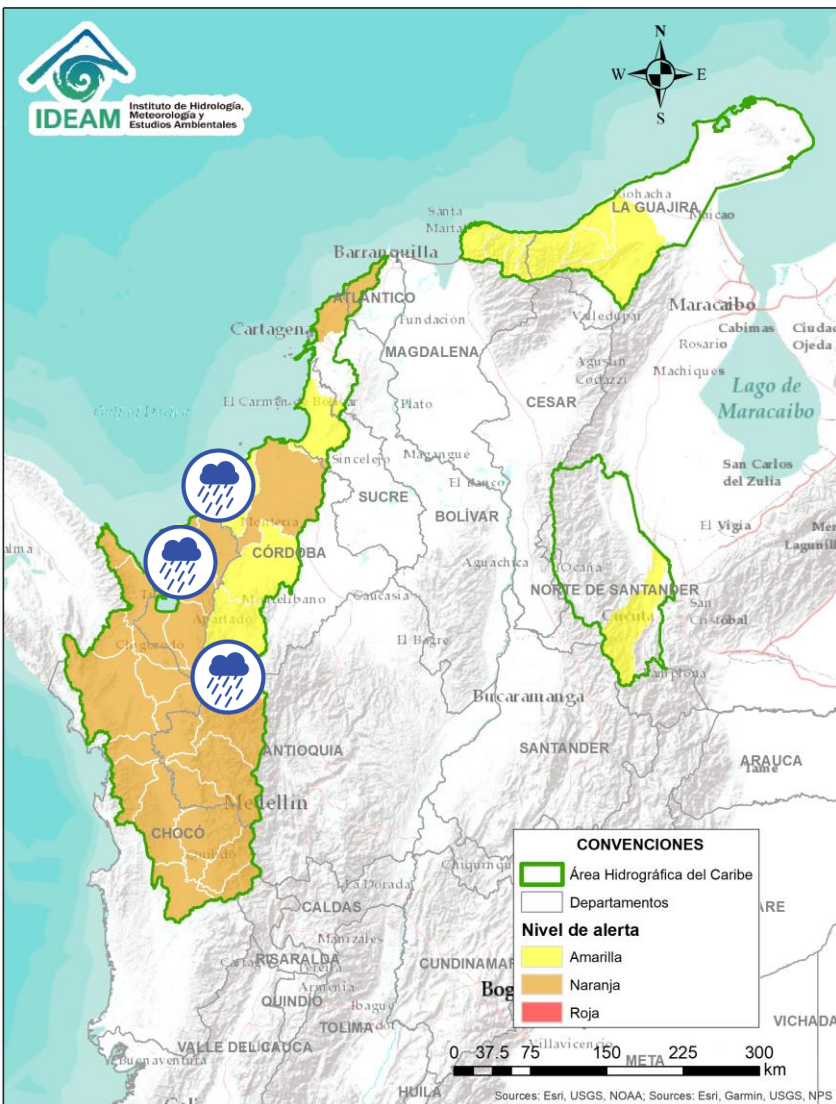 N
W
E
S
IDEAM
Instituto de Hidrología,
Meteorología y
Estudios Ambientales
Riohacha
LA GUAJIRA
Maicao
Santa
Marta
Barranquilla
ATLÁNTICO
Cartagena
Fundación
MAGDALENA
Valledupar
Maracaibo
Cabimas
Ciudad
Ojeda
Rosario
Machiques
Agustín
Codazzi
CESAR
Lago de
Maracaibo
El Carmen de Bolívar
Plato
Sincelejo
Magangué
San Carlos
del Zulia
SUCRE
El Banco
BOLÍVAR
Montería
CÓRDOBA
El Vigía
Ocaña
Aguachica
NORTE DE SANTANDER
Montelíbano
Caucasia
Apartadó
San
Cristóbal
Cúcuta
El Bagre
Chigorodó
Pamplona
Bucaramanga
ANTIOQUIA
SANTANDER
ARAUCA
Tame
Medellín
CHOCÓ
Quibdó
La Dorada
CALDAS
Manizales
RISARALDA
Pereira
Armenia
QUINDÍO
Ibagué
TOLIMA
VALLE DEL CAUCA
Buenaventura
Villavicencio
META
VICHADA
HUILA
CONVENCIONES
Área Hidrográfica del Caribe
Departamentos
Nivel de alerta
Amarilla
Naranja
Roja
0 37.5 75 150 225 300
km
Sources: Esri, USGS, NOAA; Sources: Esri, Garmin, USGS, NPS